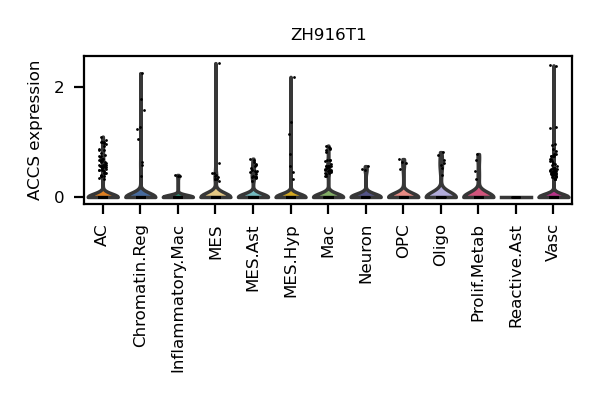 ZH916T1
ACCS expression
2
0
AC
Chromatin.Reg
Inflammatory.Mac
MES
MES.Ast
MES.Hyp
Mac
Neuron
OPC
Oligo
Prolif.Metab
Reactive.Ast
Vasc